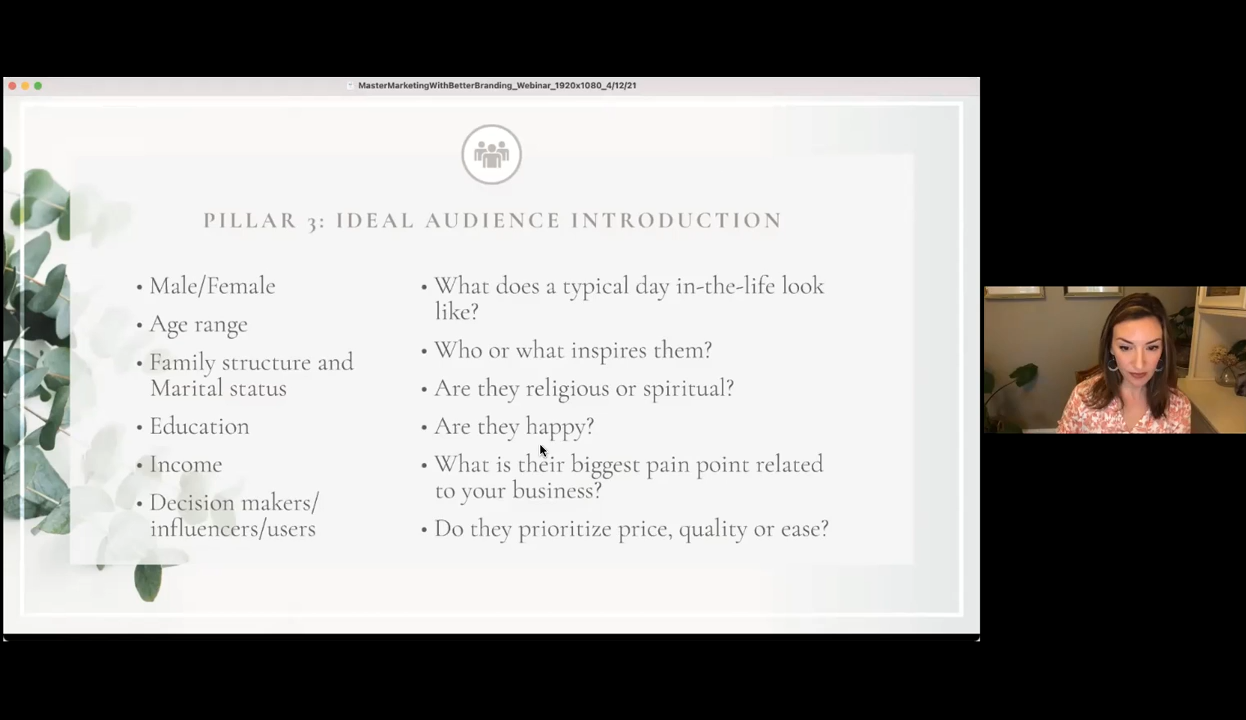 MasterMarketingWithBetterBranding_Webinar_1920x1080_4/12/21
PILLAR 3: IDEAL AUDIENCE INTRODUCTION
• Male/Female
• Age range
• Family structure and
Marital status
• Education
• Income
• Decision makers/
influencers/users
• What does a typical day in-the-life look
like?
• Who or what inspires them?
• Are they religious or spiritual?
• Are they happy?
• What is their biggest pain point related
to your business?
• Do they prioritize price, quality or ease?